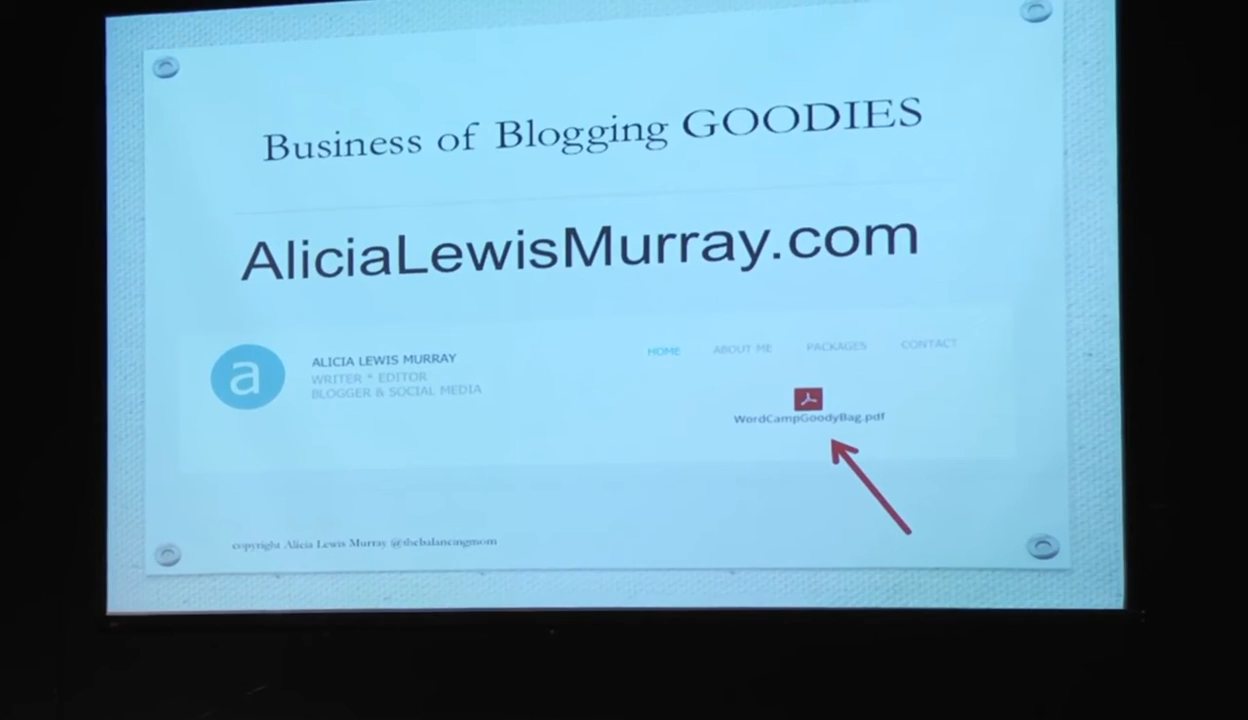 Business of Blogging GOODIES
AliciaLewisMurray.com
a
ALICIA LEWIS MURRAY
WRITER * EDITOR
BLOGGER & SOCIAL MEDIA
HOME ABOUT ME PACKAGES CONTACT
WordCampGoodyBag.pdf
copyright Alicia Lewis Murray @thebalancingmom